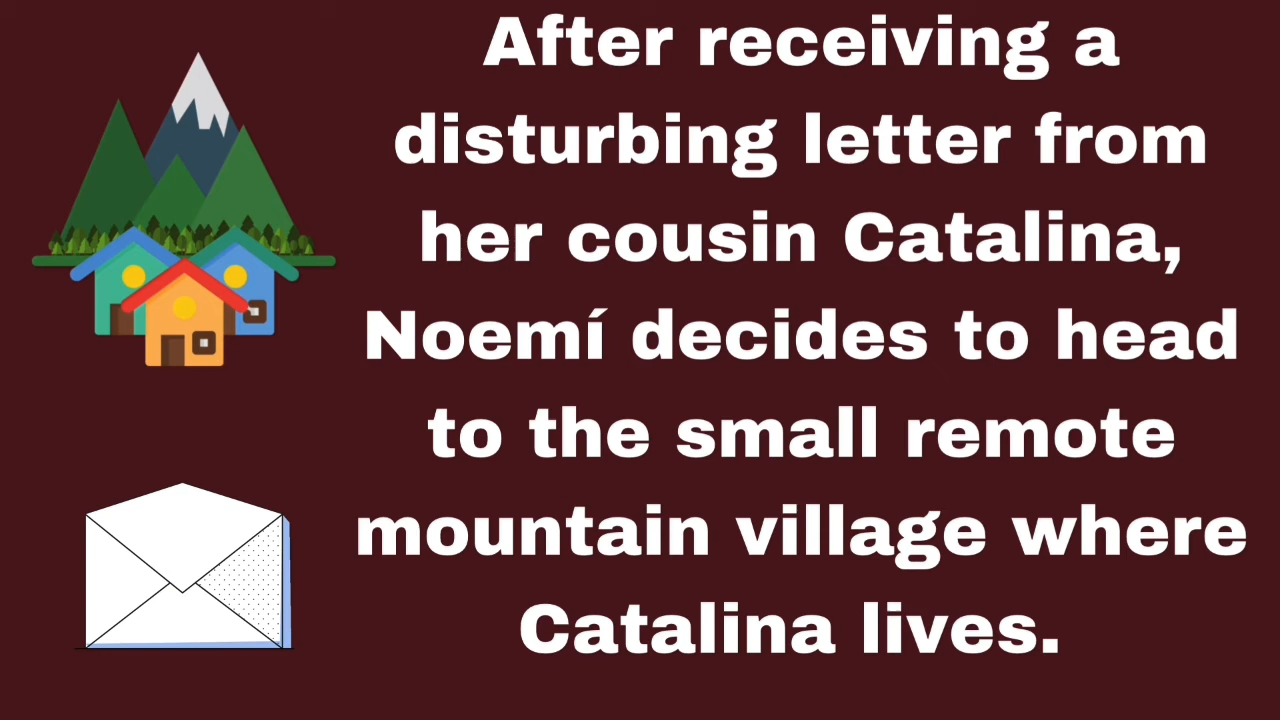 After receiving a
disturbing letter from
her cousin Catalina,
Noemí decides to head
to the small remote
mountain village where
Catalina lives.